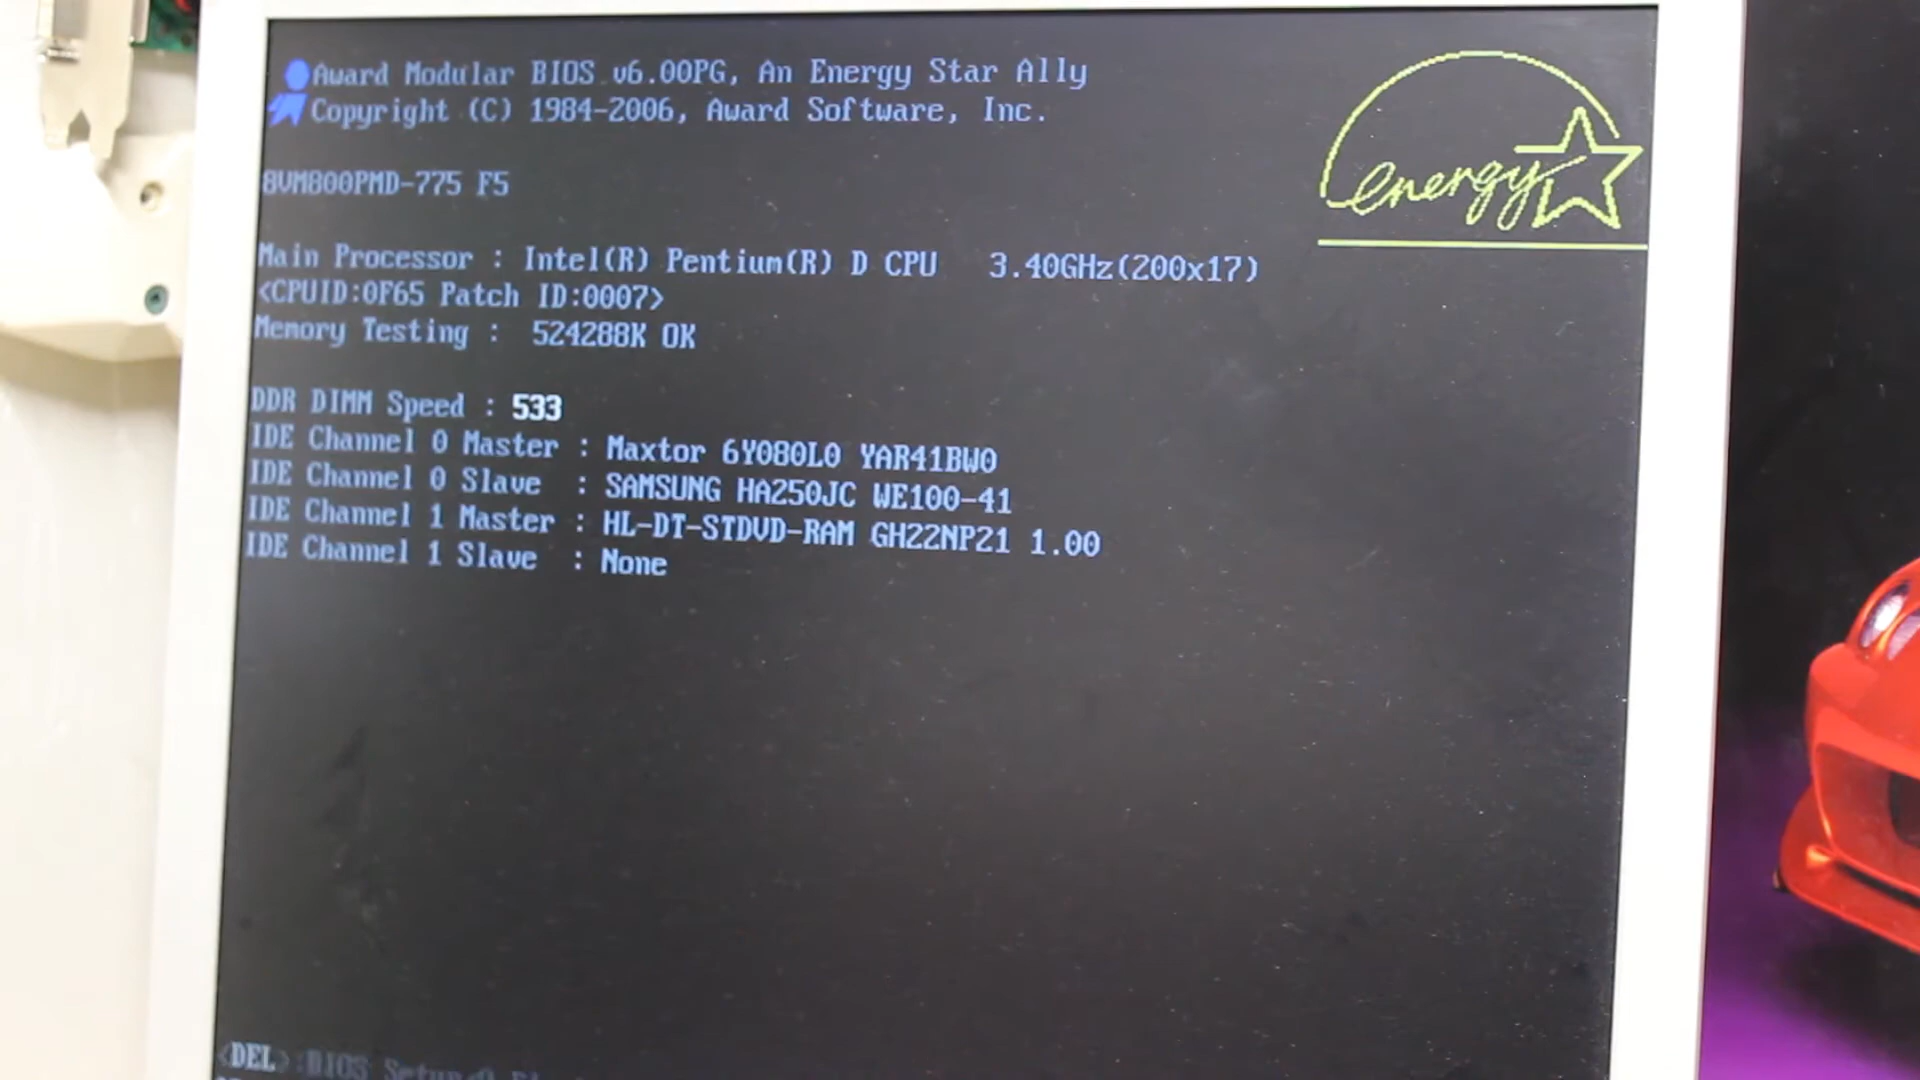 Award Modular BIOS v6.00PG, An Energy Star Ally
Copyright (C) 1984-2006, Award Software, Inc.
energy
8VM800PMD-775 F5
Main Processor : Intel(R) Pentium(R) D CPU 3.40GHz(200x17)
<CPUID:0F65 Patch ID:0007>
Memory Testing : 524288K OK
DDR DIMM Speed : 533
IDE Channel 0 Master : Maxtor 6Y080L0 YAR41BW0
IDE Channel 0 Slave : SAMSUNG HA250JC WE100-41
IDE Channel 1 Master : HL-DT-STDVD-RAM GH22NP21 1.00
IDE Channel 1 Slave : None
<DEL>:BIOS Setup